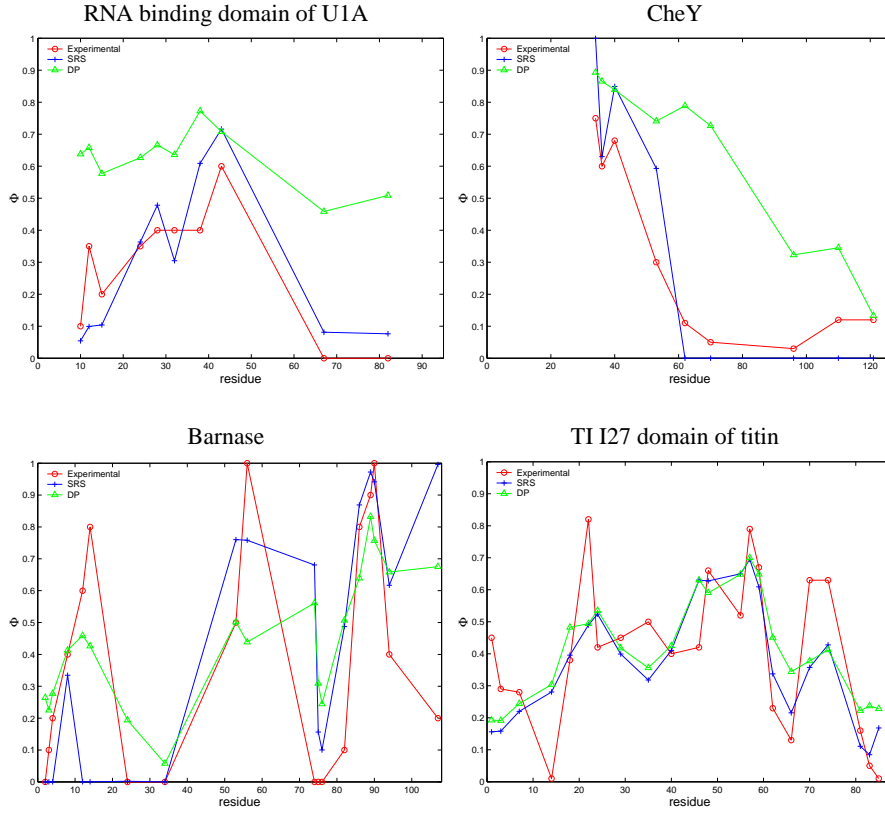 RNA binding domain of U1A
Experimental
SRS
DP
1
0.9
0.8
0.7
0.6
0.5
0.4
0.3
0.2
0.1
0
Φ
0 10 20 30 40 50 60 70 80 90
residue
CheY
Experimental
SRS
DP
1
0.9
0.8
0.7
0.6
0.5
0.4
0.3
0.2
0.1
0
Φ
0 20 40 60 80 100 120
residue
Barnase
Experimental
SRS
DP
1
0.9
0.8
0.7
0.6
0.5
0.4
0.3
0.2
0.1
0
Φ
0 10 20 30 40 50 60 70 80 90 100
residue
TI I27 domain of titin
Experimental
SRS
DP
1
0.9
0.8
0.7
0.6
0.5
0.4
0.3
0.2
0.1
0
Φ
0 10 20 30 40 50 60 70 80
residue